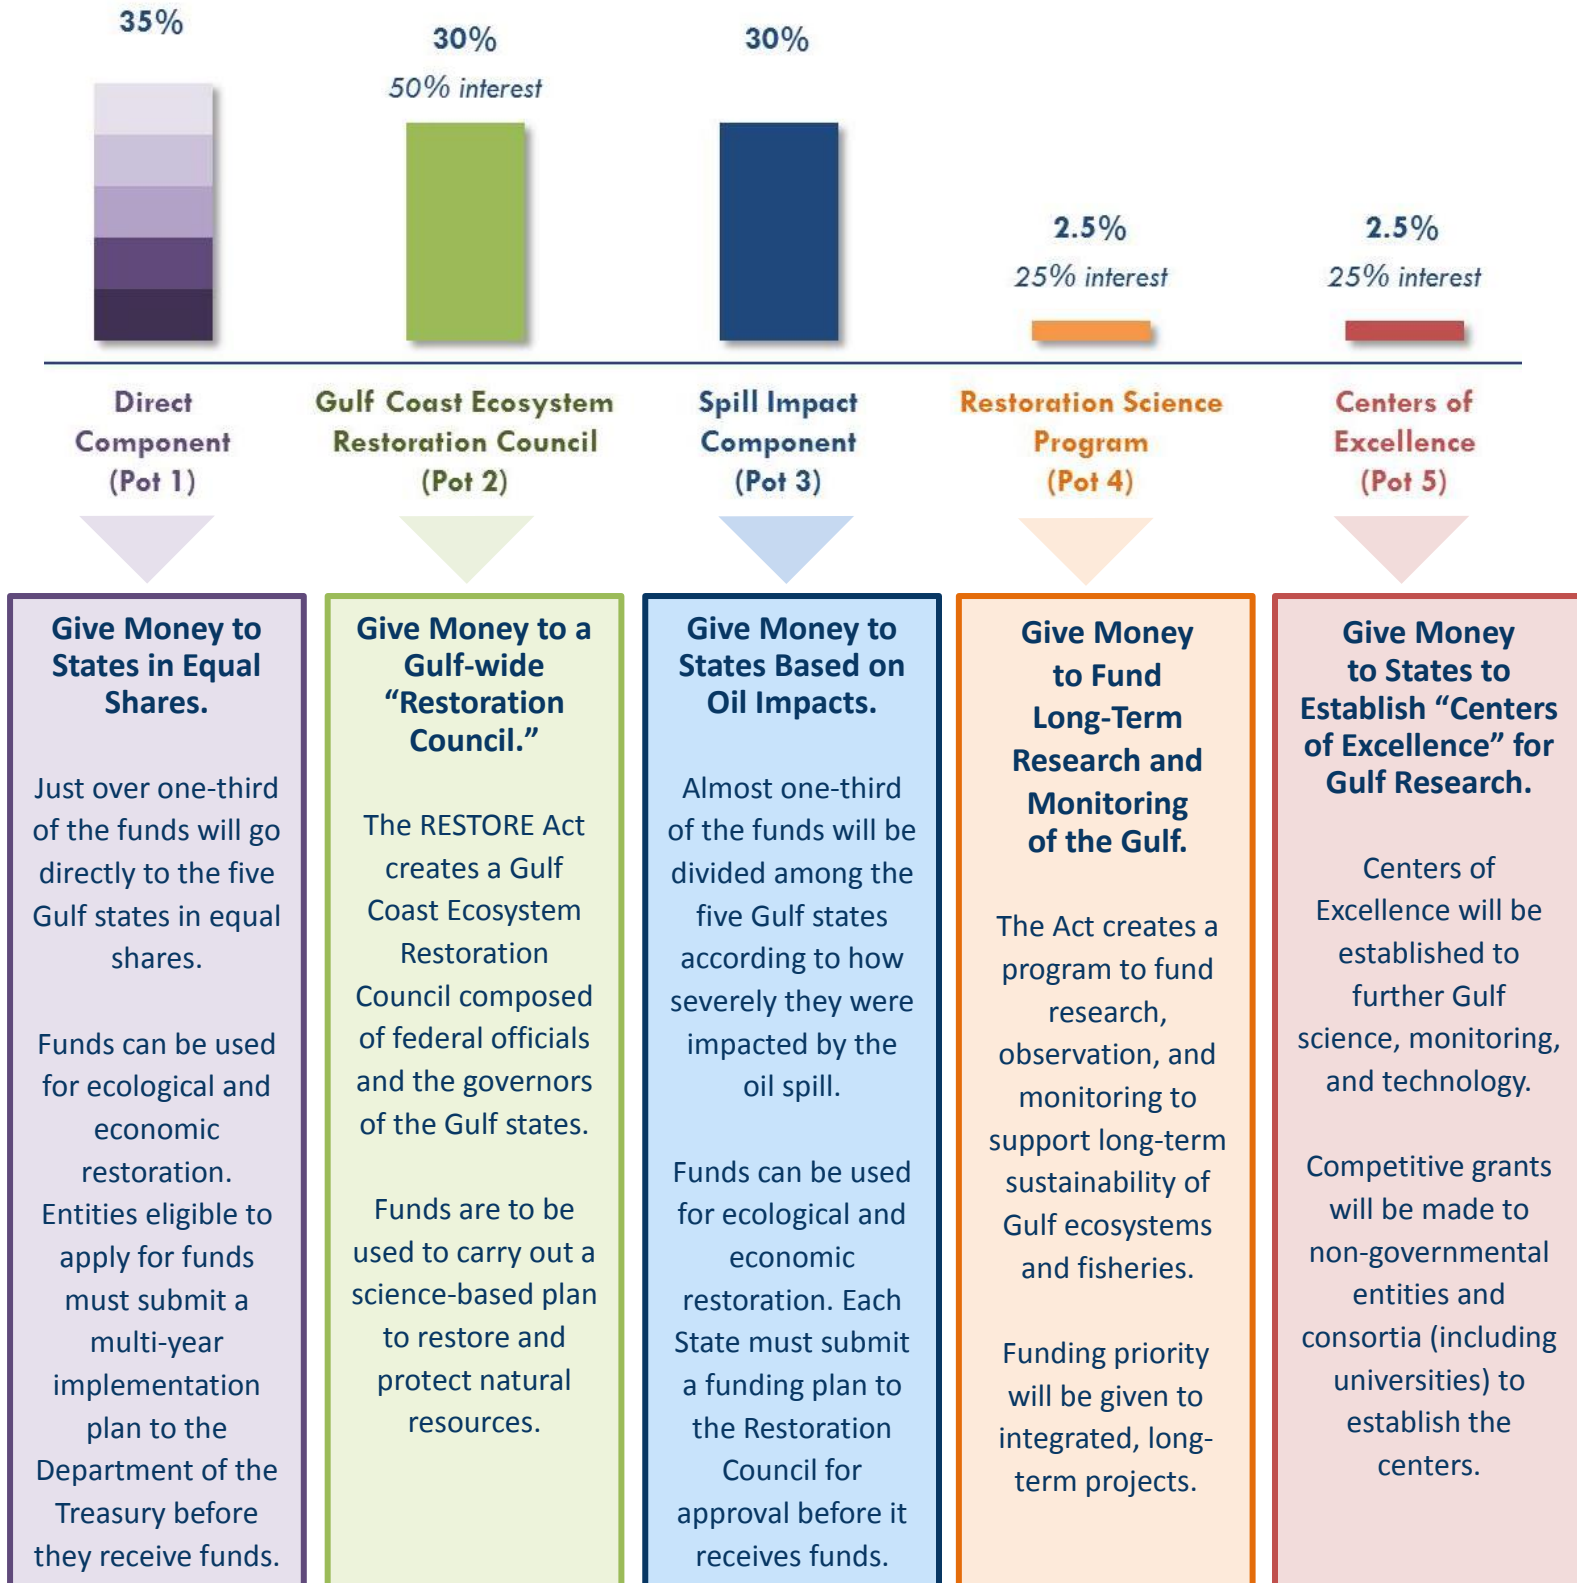 35%
30%
50% interest
30%
2.5%
25% interest
2.5%
25% interest
Direct
Component
(Pot 1)
Gulf Coast Ecosystem
Restoration Council
(Pot 2)
Spill Impact
Component
(Pot 3)
Restoration Science
Program
(Pot 4)
Centers of
Excellence
(Pot 5)
Give Money to
States in Equal
Shares.
Just over one-third
of the funds will go
directly to the five
Gulf states in equal
shares.
Funds can be used
for ecological and
economic
restoration.
Entities eligible to
apply for funds
must submit a
multi-year
implementation
plan to the
Department of the
Treasury before
they receive funds.
Give Money to a
Gulf-wide
“Restoration
Council.”
The RESTORE Act
creates a Gulf
Coast Ecosystem
Restoration
Council composed
of federal officials
and the governors
of the Gulf states.
Funds are to be
used to carry out a
science-based plan
to restore and
protect natural
resources.
Give Money to
States Based on
Oil Impacts.
Almost one-third
of the funds will be
divided among the
five Gulf states
according to how
severely they were
impacted by the
oil spill.
Funds can be used
for ecological and
economic
restoration. Each
State must submit
a funding plan to
the Restoration
Council for
approval before it
receives funds.
Give Money
to Fund
Long-Term
Research and
Monitoring
of the Gulf.
The Act creates a
program to fund
research,
observation, and
monitoring to
support long-term
sustainability of
Gulf ecosystems
and fisheries.
Funding priority
will be given to
integrated, long-
term projects.
Give Money
to States to
Establish “Centers
of Excellence” for
Gulf Research.
Centers of
Excellence will be
established to
further Gulf
science, monitoring,
and technology.
Competitive grants
will be made to
non-governmental
entities and
consortia (including
universities) to
establish the
centers.